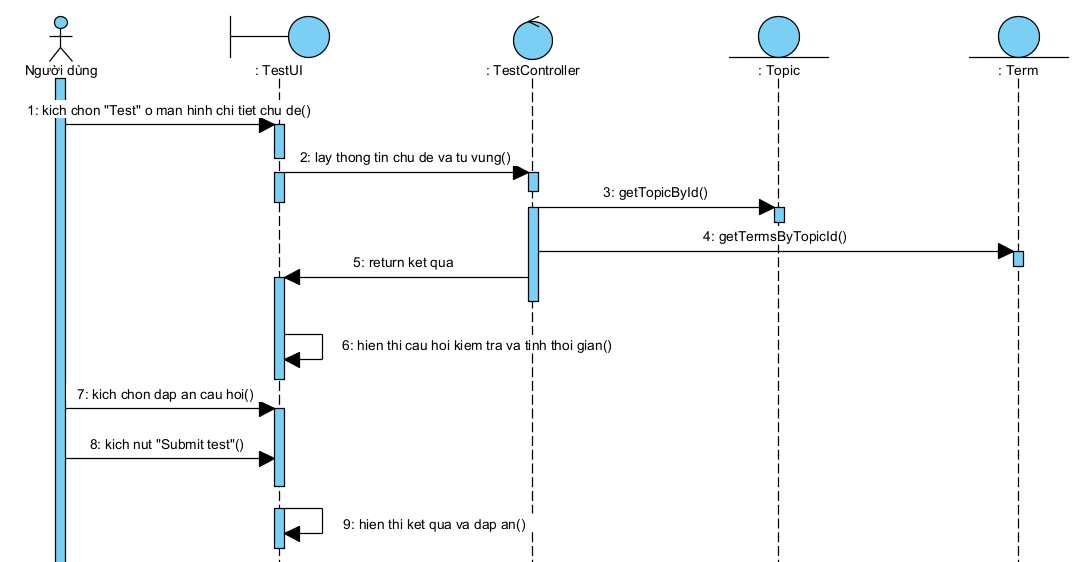 Người dùng
: TestUI
: TestController
: Topic
: Term
1: kich chon "Test" o man hinh chi tiet chu de()
2: lay thong tin chu de va tu vung()
3: getTopicById()
4: getTermsByTopicId()
5: return ket qua
6: hien thi cau hoi kiem tra va tinh thoi gian()
7: kich chon dap an cau hoi()
8: kich nut "Submit test"()
9: hien thi ket qua va dap an()